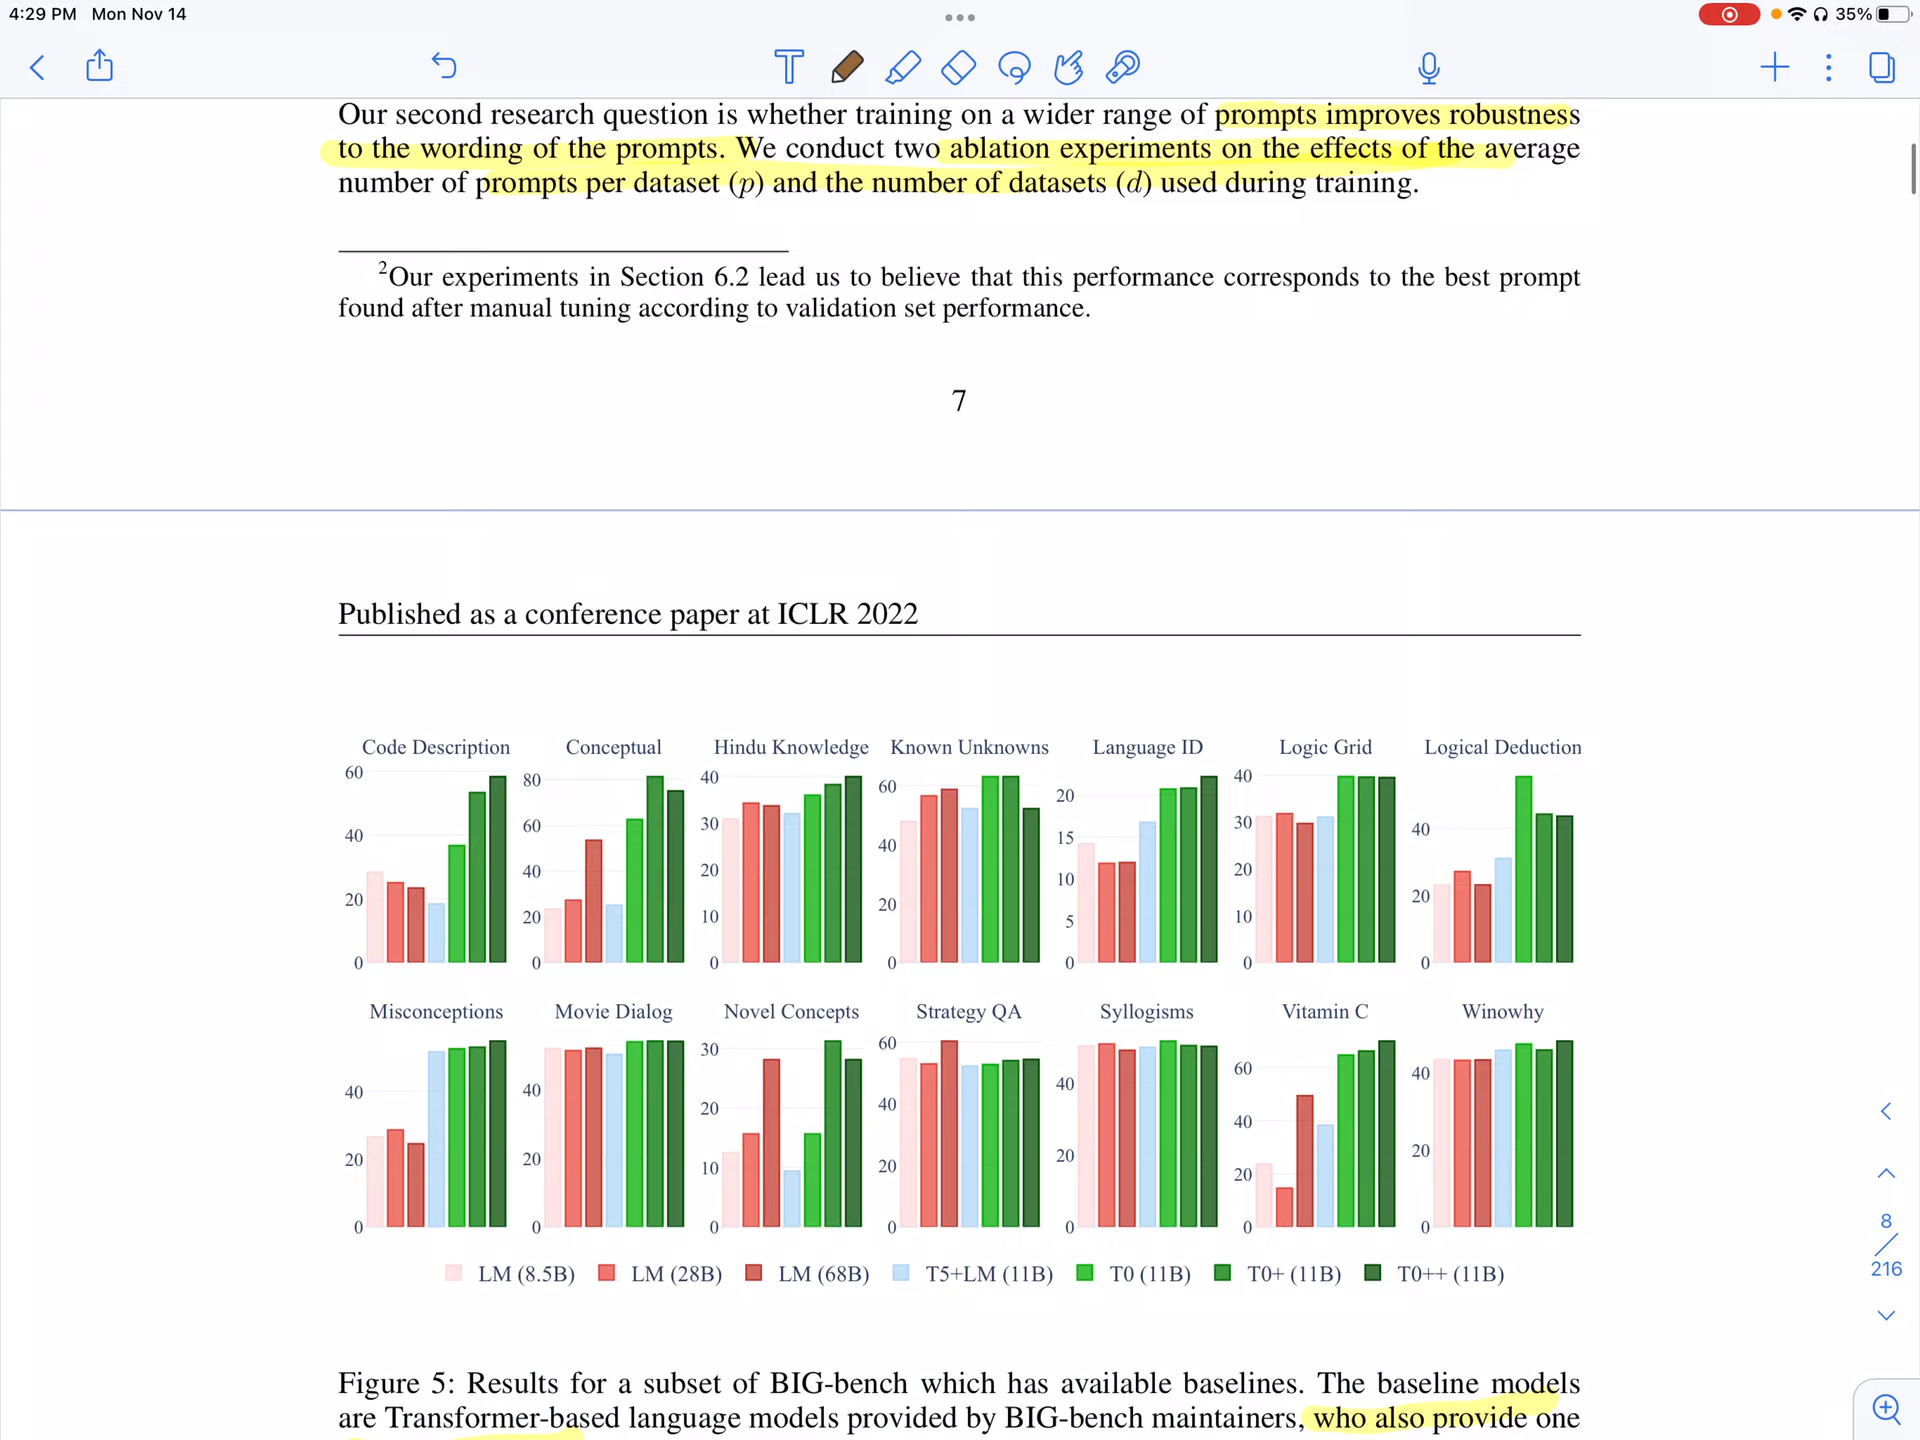 4:29 PM Mon Nov 14
35%
Our second research question is whether training on a wider range of prompts improves robustness
to the wording of the prompts. We conduct two ablation experiments on the effects of the average
number of prompts per dataset (p) and the number of datasets (d) used during training.
2Our experiments in Section 6.2 lead us to believe that this performance corresponds to the best prompt
found after manual tuning according to validation set performance.
7
Published as a conference paper at ICLR 2022
Code Description Conceptual Hindu Knowledge Known Unknowns Language ID Logic Grid Logical Deduction
60 40 20 0
80 60 40 20 0
40 30 20 10 0
60 40 20 0
20 15 10 5 0
40 30 20 10 0
40 20 0
Misconceptions Movie Dialog Novel Concepts Strategy QA Syllogisms Vitamin C Winowhy
40 20 0
40 20 0
30 20 10 0
60 40 20 0
40 20 0
60 40 20 0
40 20 0
LM (8.5B) LM (28B) LM (68B) T5+LM (11B) T0 (11B) T0+ (11B) T0++ (11B)
8
216
Figure 5: Results for a subset of BIG-bench which has available baselines. The baseline models
are Transformer-based language models provided by BIG-bench maintainers, who also provide one